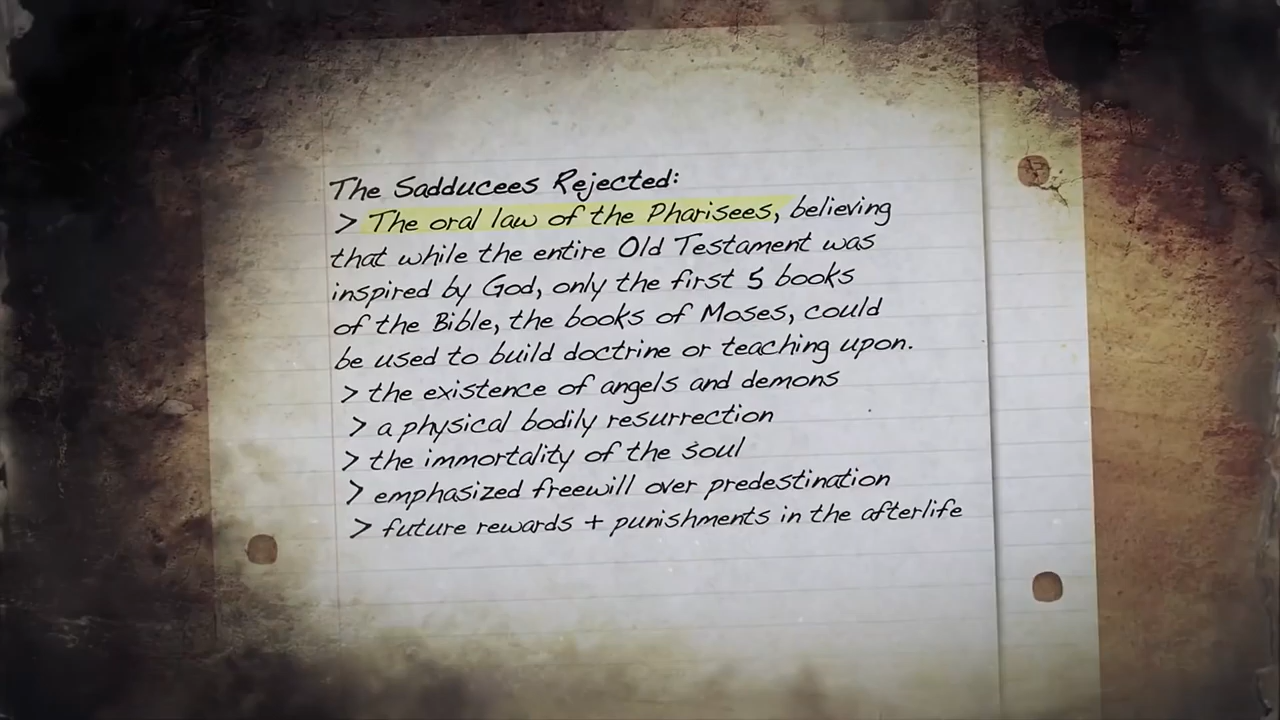 The Sadducees Rejected:
> The oral law of the Pharisees, believing
that while the entire Old Testament was
inspired by God, only the first 5 books
of the Bible, the books of Moses, could
be used to build doctrine or teaching upon.
> the existence of angels and demons
> a physical bodily resurrection
> the immortality of the soul
> emphasized freewill over predestination
> future rewards + punishments in the afterlife